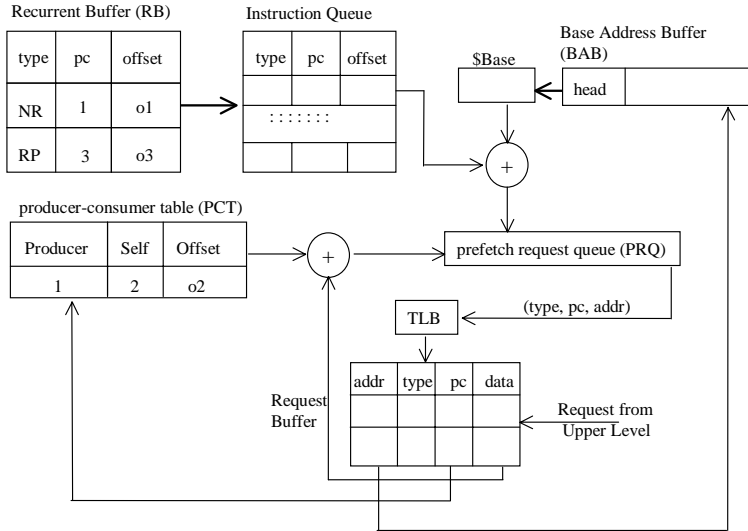 Recurrent Buffer (RB)
type pc offset
NR 1 o1
RP 3 o3
Instruction Queue
type pc offset
: : : : : : :
$Base
Base Address Buffer
(BAB)
head
+
producer-consumer table (PCT)
Producer Self Offset
1 2 o2
+
prefetch request queue (PRQ)
(type, pc, addr)
TLB
addr type pc data
Request
Buffer
Request from
Upper Level